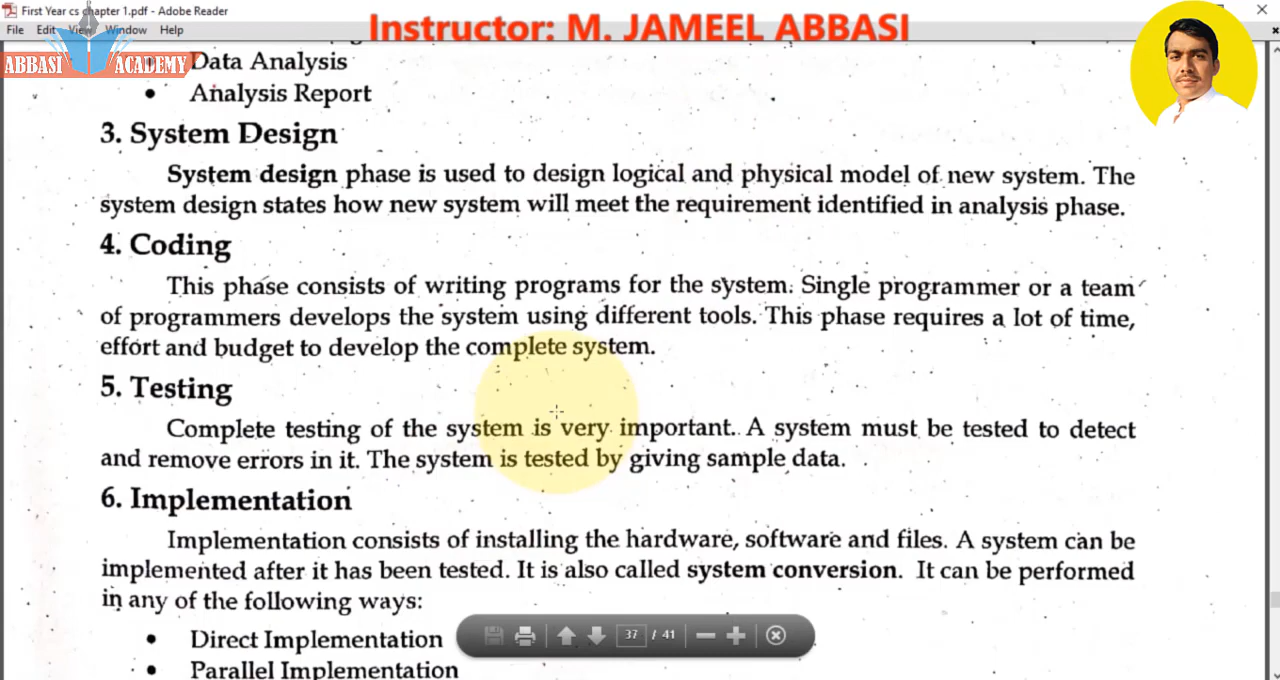 First Year cs chapter 1.pdf - Adobe Reader
File Edit View Window Help
Instructor: M. JAMEEL ABBASI
ABBASI ACADEMY
• Data Analysis
• Analysis Report
3. System Design
System design phase is used to design logical and physical model of new system. The
system design states how new system will meet the requirement identified in analysis phase.
4. Coding
This phase consists of writing programs for the system. Single programmer or a team
of programmers develops the system using different tools. This phase requires a lot of time,
effort and budget to develop the complete system.
5. Testing
Complete testing of the system is very important. A system must be tested to detect
and remove errors in it. The system is tested by giving sample data.
6. Implementation
Implementation consists of installing the hardware, software and files. A system can be
implemented after it has been tested. It is also called system conversion. It can be performed
in any of the following ways:
• Direct Implementation
• Parallel Implementation
37 / 41